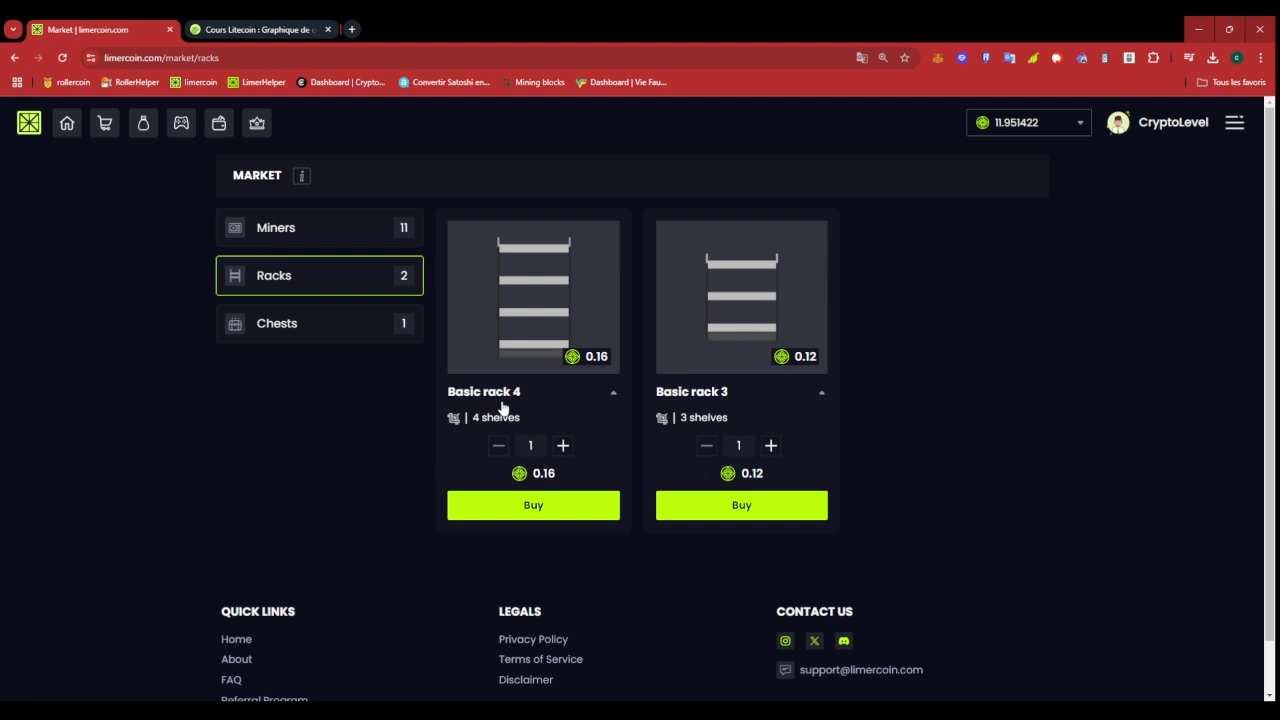 Market | limercoin.com
Cours Litecoin : Graphique de c
limercoin.com/market/racks
rollercoin
RollerHelper
limercoin
LimerHelper
Dashboard | Crypto...
Convertir Satoshi en...
Mining blocks
Dashboard | Vie Fau...
Tous les favoris
11.951422
CryptoLevel
MARKET
Miners 11
Racks 2
Chests 1
0.16
0.12
Basic rack 4
Basic rack 3
| 4 shelves
| 3 shelves
1
1
0.16
0.12
Buy
Buy
QUICK LINKS
LEGALS
CONTACT US
Home
Privacy Policy
About
Terms of Service
support@limercoin.com
FAQ
Disclaimer
Referral Program